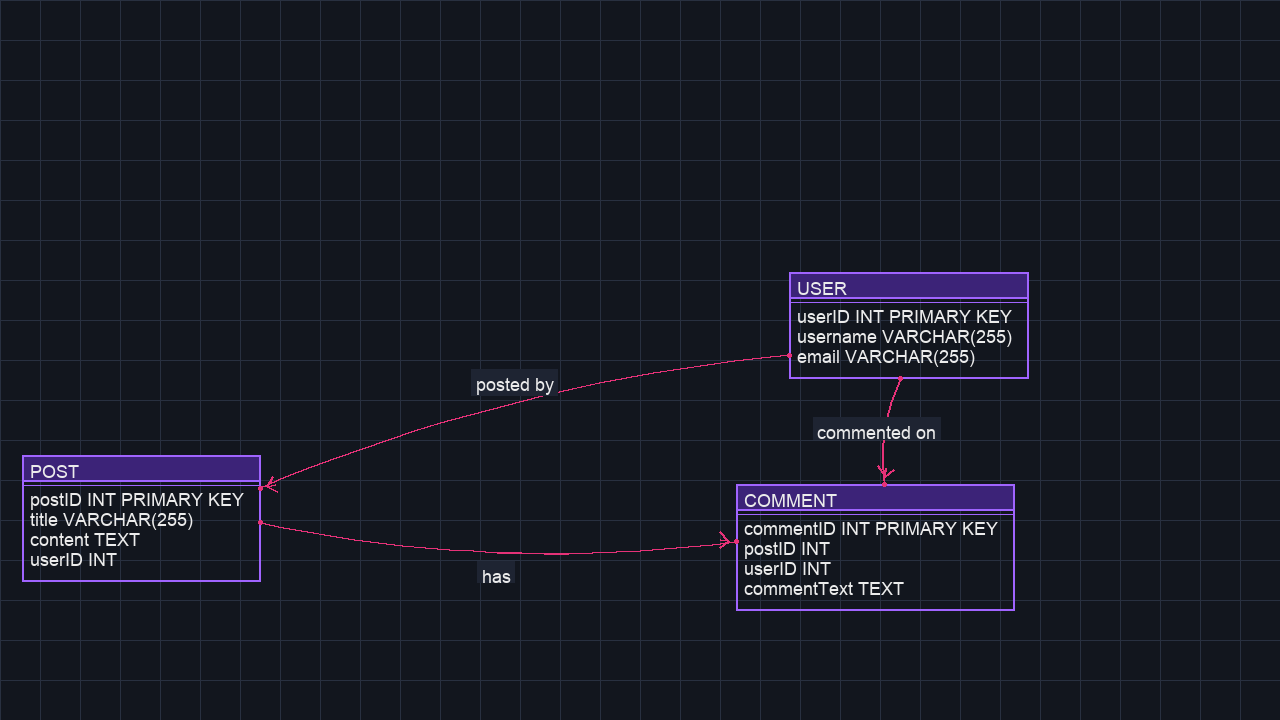 USER
userID INT PRIMARY KEY
username VARCHAR(255)
email VARCHAR(255)
posted by
commented on
POST
postID INT PRIMARY KEY
title VARCHAR(255)
content TEXT
userID INT
COMMENT
commentID INT PRIMARY KEY
postID INT
userID INT
commentText TEXT
has